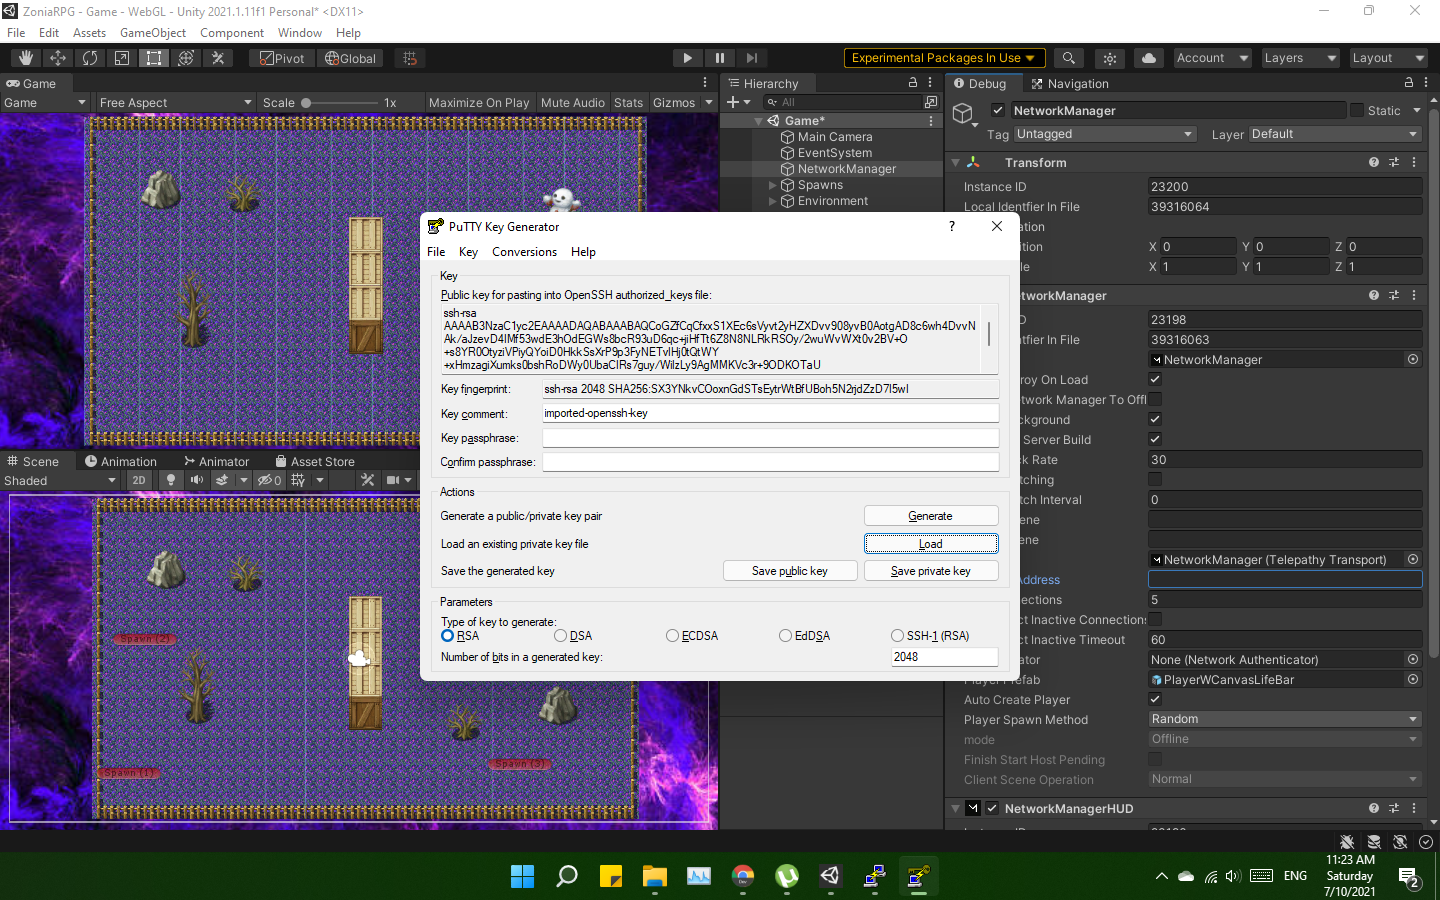 ZoniaRPG - Game - WebGL - Unity 2021.1.11f1 Personal* <DX11>
File Edit Assets GameObject Component Window Help
Pivot Global
Experimental Packages In Use
Account Layers Layout
Game
Game Free Aspect Scale 1x Maximize On Play Mute Audio Stats Gizmos
Hierarchy
All
Game*
Main Camera
EventSystem
NetworkManager
Spawns
Environment
PuTTY Key Generator
? 
File Key Conversions Help
Key
Public key for pasting into OpenSSH authorized_keys file:
ssh-rsa
AAAAB3NzaC1yc2EAAAADAQABAAABAQCoGZfCqCfxxS1XEc6sVyvt2yHZXDvv908yvB0AotgAD8c6wh4DvvN
Ak/aJzevD4IMf53wdE3hOdEGWs8bcR93uD6qc+jiHfTt6Z8N8NLRkRSOy/2wuWvWXt0v2BV+O
+s8YR0OtyziVPiyQYoiD0HkkSsXrP9p3FyNETvIHj0tQtWY
+xHmzagiXumks0bshRoDWy0UbaCIRs7guy/WiIzLy9AgMMKVc3r+9ODKOTaU
Key fingerprint: ssh-rsa 2048 SHA256:SX3YNkvCOoxnGdSTsEytrWtBfUBoh5N2rjdZzD7I5wI
Key comment: imported-openssh-key
Key passphrase:
Confirm passphrase:
Actions
Generate a public/private key pair Generate
Load an existing private key file Load
Save the generated key Save public key Save private key
Parameters
Type of key to generate:
RSA DSA ECDSA EdDSA SSH-1 (RSA)
Number of bits in a generated key: 2048
Debug Navigation
NetworkManager Static
Tag Untagged Layer Default
Transform
Instance ID 23200
Local Identfier In File 39316064
ation
ition X 0 Y 0 Z 0
le X 1 Y 1 Z 1
tworkManager
D 23198
ntfier In File 39316063
NetworkManager
roy On Load
twork Manager To Offl
ckground
Server Build
ck Rate 30
tching
tch Interval 0
ene
ene
NetworkManager (Telepathy Transport)
Address
ections 5
ct Inactive Connection
ct Inactive Timeout 60
ator None (Network Authenticator)
Player Prefab PlayerWCanvasLifeBar
Auto Create Player
Player Spawn Method Random
mode Offline
Finish Start Host Pending
Client Scene Operation Normal
NetworkManagerHUD
Scene Animation Animator Asset Store
Shaded 2D 0
Spawn (2)
Spawn (1)
Spawn (3)
ENG
11:23 AM
Saturday
7/10/2021
2